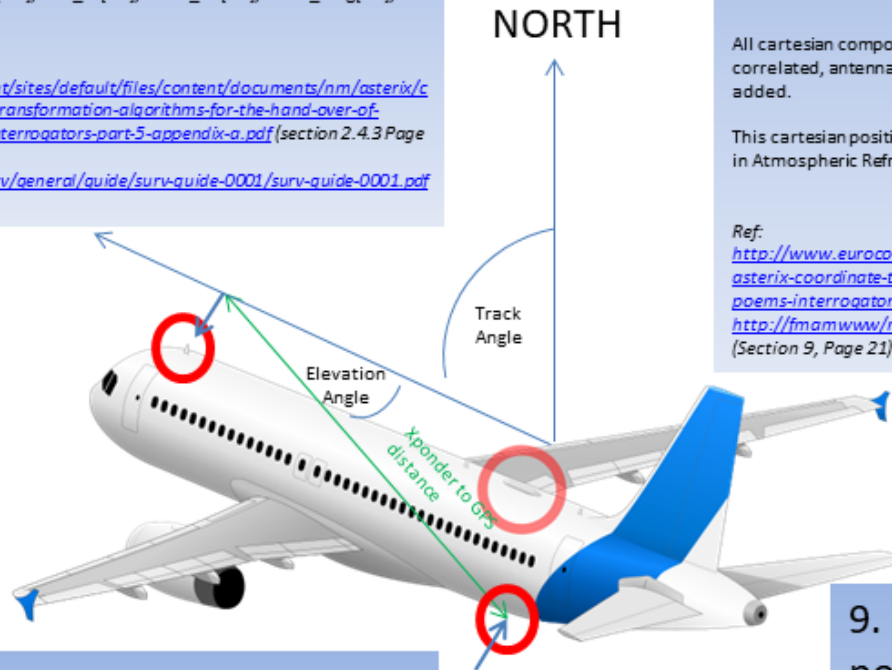 NORTH
nt/sites/default/files/content/documents/nm/asterix/c
ransformation-algorithms-for-the-hand-over-of-
terrogators-part-5-appendix-a.pdf (section 2.4.3 Page
v/general/guide/surv-guide-0001/surv-guide-0001.pdf
All cartesian compo
correlated, antenna
added.
This cartesian positi
in Atmospheric Refr
Ref:
http://www.euroco
asterix-coordinate-t
poems-interrogator
http://fmamwww/r
(Section 9, Page 21)
Track
Angle
Elevation
Angle
Xponder to GPS
distance
9.